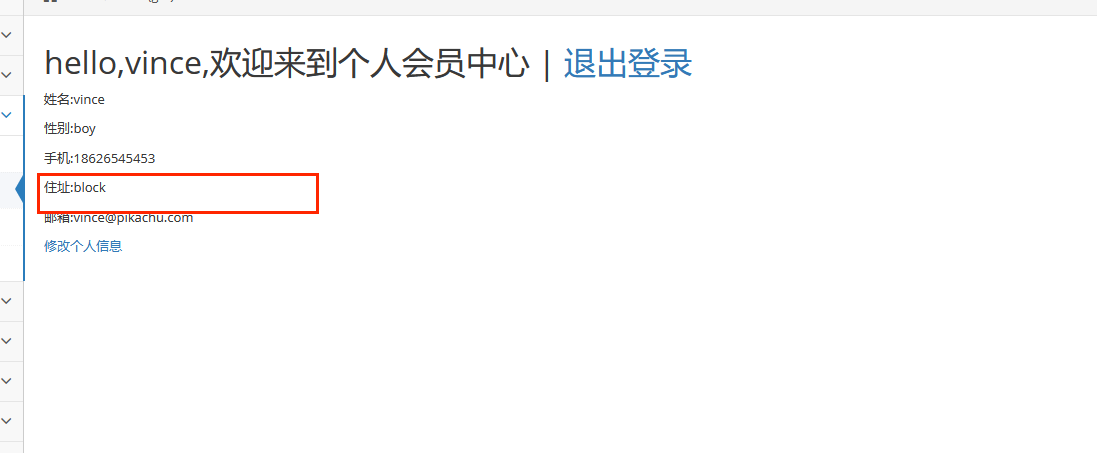 hello,vince,欢迎来到个人会员中心 | 退出登录
姓名:vince
性别:boy
手机:18626545453
住址:block
邮箱:vince@pikachu.com
修改个人信息